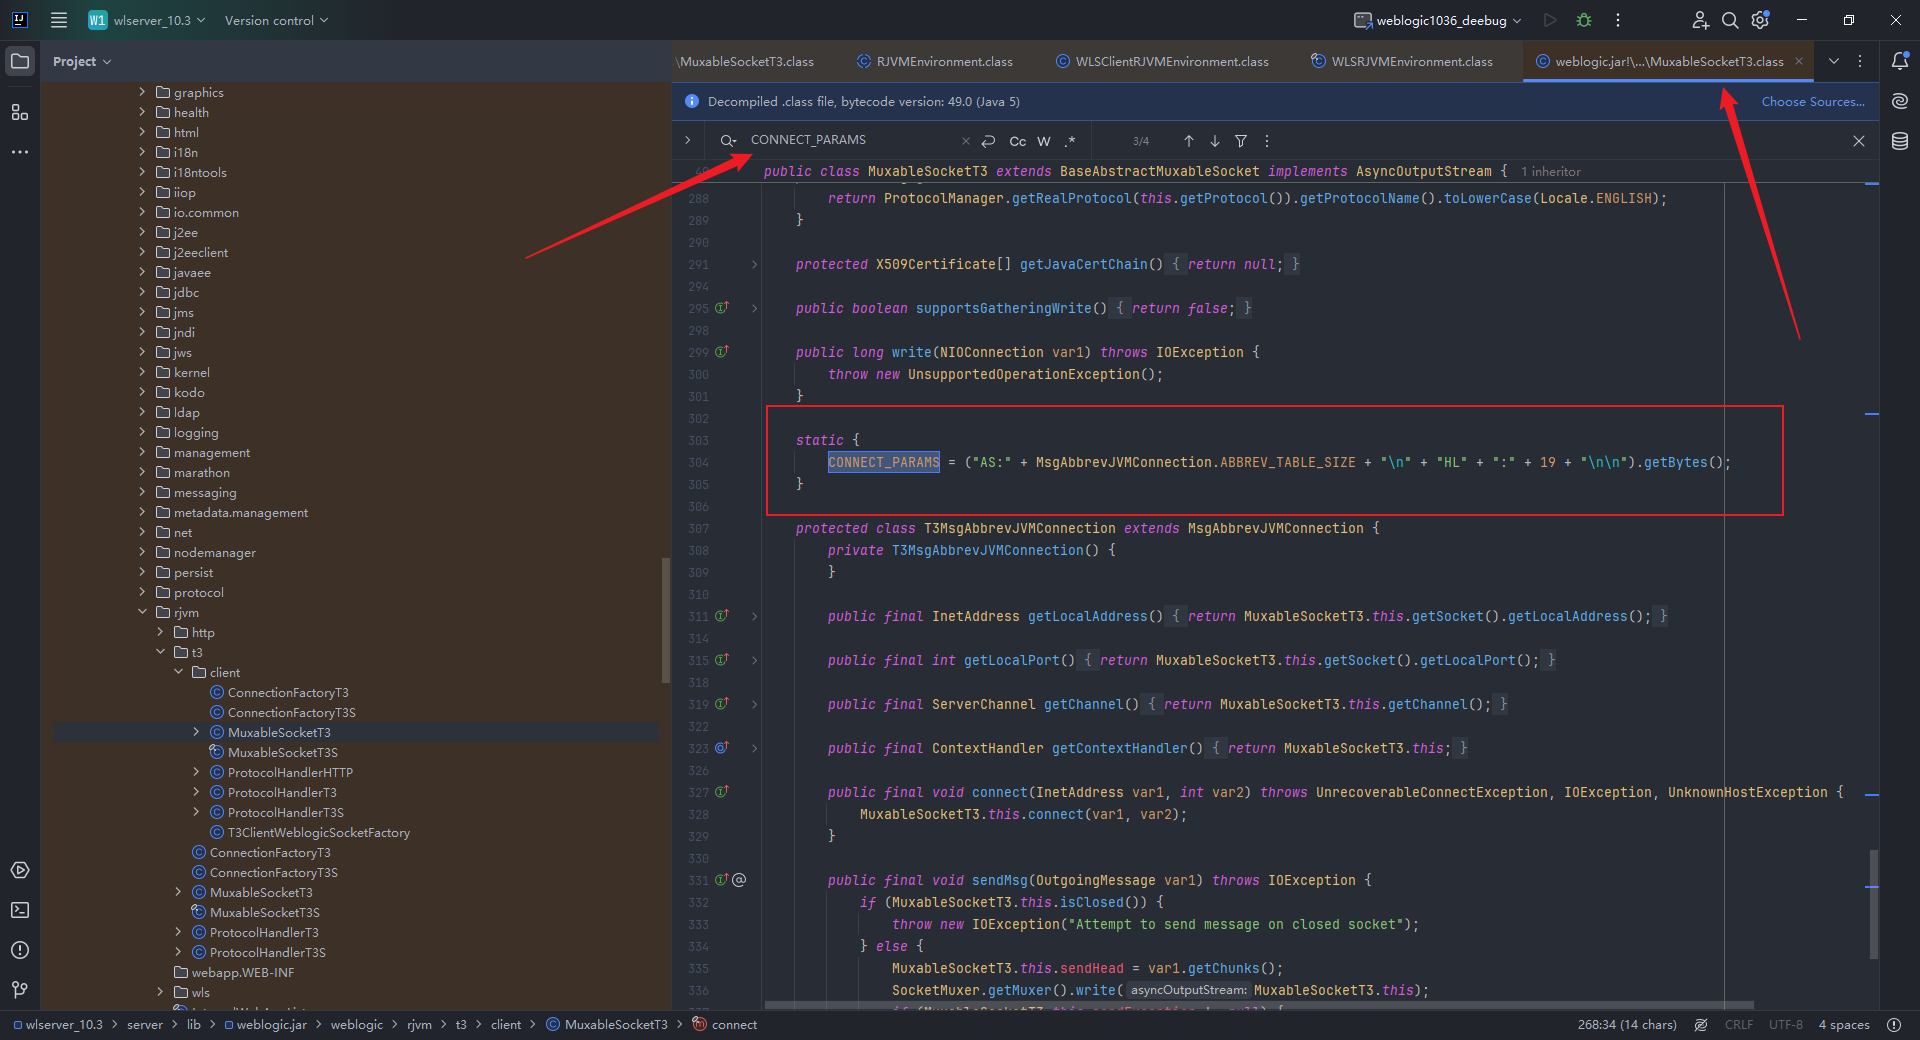 W1 wlserver_10.3 Version control weblogic1036_deebug
Project
graphics
health
html
i18n
i18ntools
iiop
io.common
j2ee
j2eeclient
javaee
jdbc
jms
jndi
jws
kernel
kodo
ldap
logging
management
marathon
messaging
metadata.management
net
nodemanager
persist
protocol
rjvm
http
t3
client
ConnectionFactoryT3
ConnectionFactoryT3S
MuxableSocketT3
MuxableSocketT3S
ProtocolHandlerHTTP
ProtocolHandlerT3
ProtocolHandlerT3S
T3ClientWeblogicSocketFactory
ConnectionFactoryT3
ConnectionFactoryT3S
MuxableSocketT3
MuxableSocketT3S
ProtocolHandlerT3
ProtocolHandlerT3S
webapp.WEB-INF
wls
\MuxableSocketT3.class RJVMEnvironment.class WLSClientRJVMEnvironment.class WLSRJVMEnvironment.class weblogic.jar!\...\MuxableSocketT3.class
Decompiled .class file, bytecode version: 49.0 (Java 5) Choose Sources...
CONNECT_PARAMS Cc W .* 3/4
public class MuxableSocketT3 extends BaseAbstractMuxableSocket implements AsyncOutputStream { 1 inheritor
288 return ProtocolManager.getRealProtocol(this.getProtocol()).getProtocolName().toLowerCase(Locale.ENGLISH);
289 }
290
291 protected X509Certificate[] getJavaCertChain() { return null; }
294
295 public boolean supportsGatheringWrite() { return false; }
298
299 public long write(NIOConnection var1) throws IOException {
300 throw new UnsupportedOperationException();
301 }
302
303 static {
304 CONNECT_PARAMS = ("AS:" + MsgAbbrevJVMConnection.ABBREV_TABLE_SIZE + "\n" + "HL" + ":" + 19 + "\n\n").getBytes();
305 }
306
307 protected class T3MsgAbbrevJVMConnection extends MsgAbbrevJVMConnection {
308 private T3MsgAbbrevJVMConnection() {
309 }
310
311 public final InetAddress getLocalAddress() { return MuxableSocketT3.this.getSocket().getLocalAddress(); }
314
315 public final int getLocalPort() { return MuxableSocketT3.this.getSocket().getLocalPort(); }
318
319 public final ServerChannel getChannel() { return MuxableSocketT3.this.getChannel(); }
322
323 public final ContextHandler getContextHandler() { return MuxableSocketT3.this; }
326
327 public final void connect(InetAddress var1, int var2) throws UnrecoverableConnectException, IOException, UnknownHostException {
328 MuxableSocketT3.this.connect(var1, var2);
329 }
330
331 public final void sendMsg(OutgoingMessage var1) throws IOException {
332 if (MuxableSocketT3.this.isClosed()) {
333 throw new IOException("Attempt to send message on closed socket");
334 } else {
335 MuxableSocketT3.this.sendHead = var1.getChunks();
336 SocketMuxer.getMuxer().write( asyncOutputStream: MuxableSocketT3.this);
wlserver_10.3 > server > lib > weblogic.jar > weblogic > rjvm > t3 > client > MuxableSocketT3 > connect 268:34 (14 chars) CRLF UTF-8 4 spaces